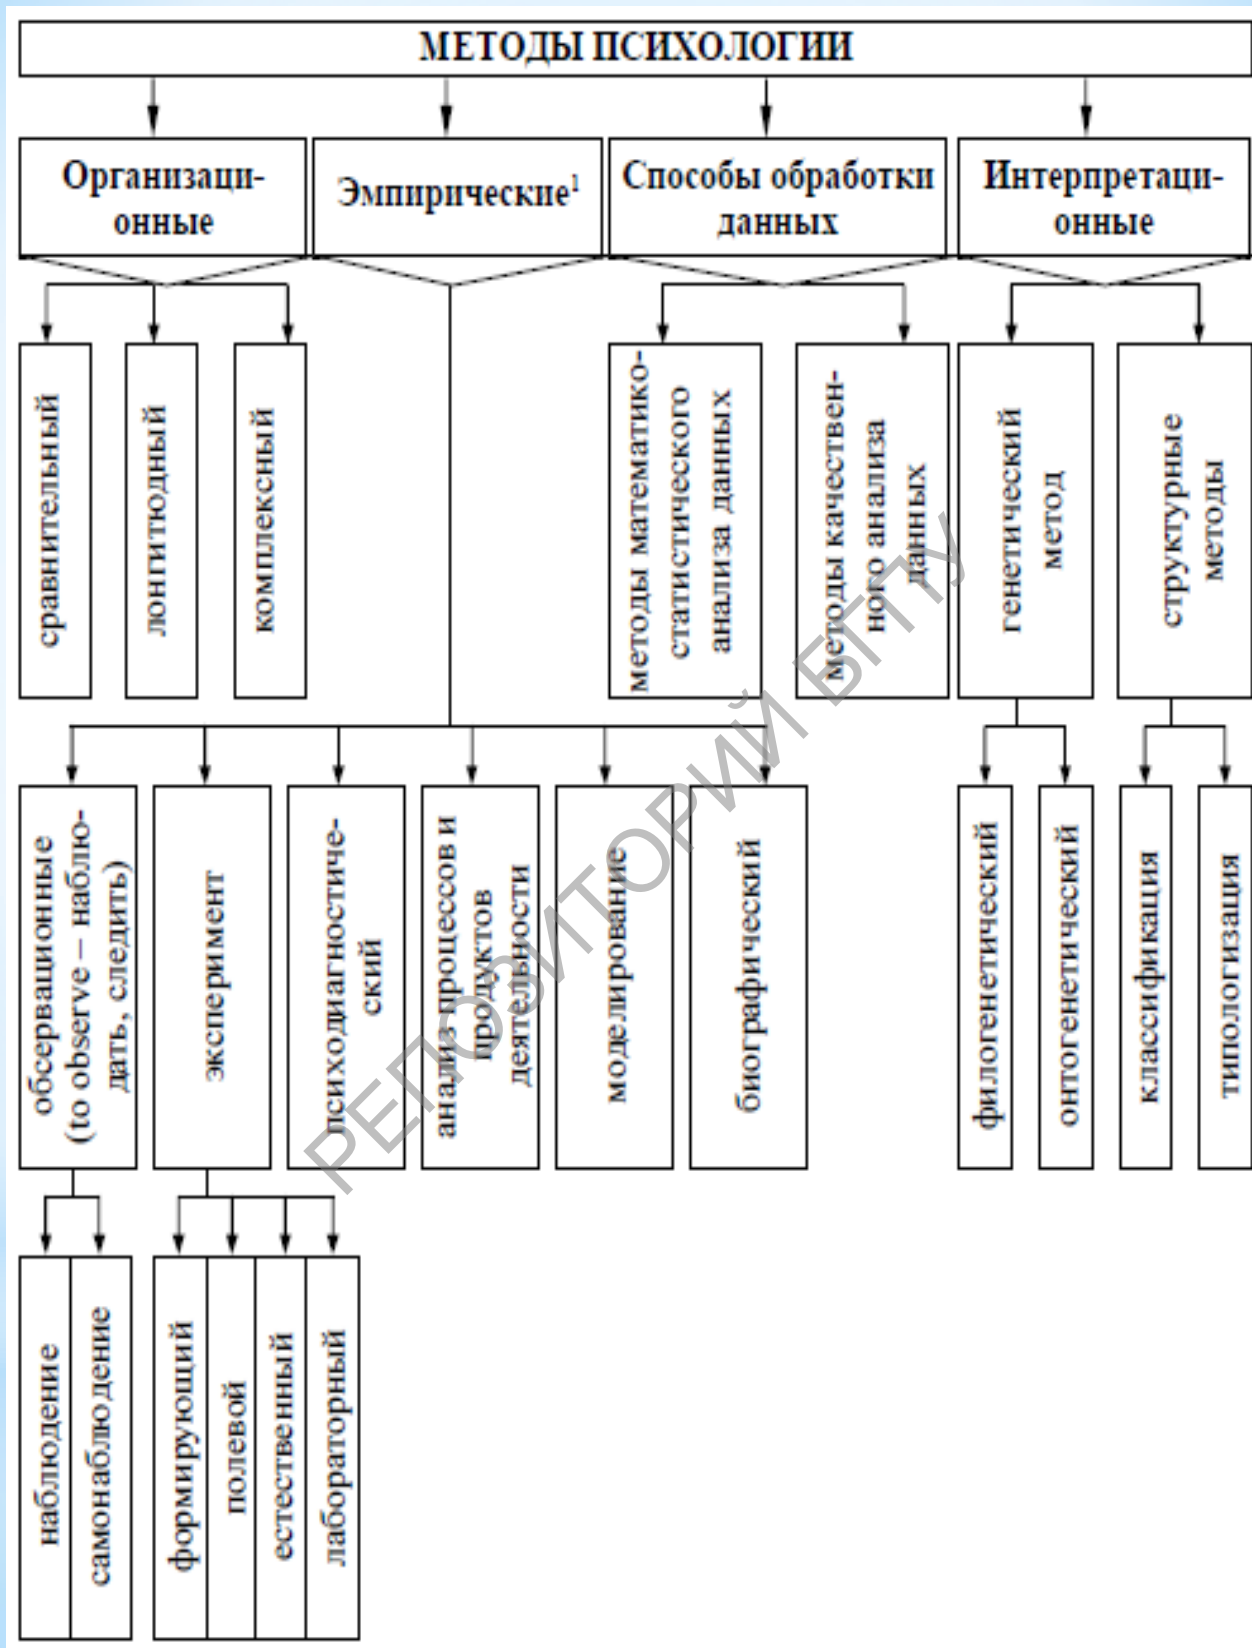 МЕТОДЫ ПСИХОЛОГИИ
Организаци-
онные
Эмпирические¹
Способы обработки
данных
Интерпретаци-
онные
сравнительный
лонгитюдный
комплексный
методы математико-
статистического
анализа данных
методы качествен-
ного анализа
данных
генетический
метод
структурные
методы
обсервационные
(to observe – наблю-
дать, следить)
эксперимент
психодиагностиче-
ский
анализ процессов и
продуктов
деятельности
моделирование
биографический
филогенетический
онтогенетический
классификация
типологизация
наблюдение
самонаблюдение
формирующий
полевой
естественный
лабораторный
РЕПОЗИТОРИЙ БГПУ